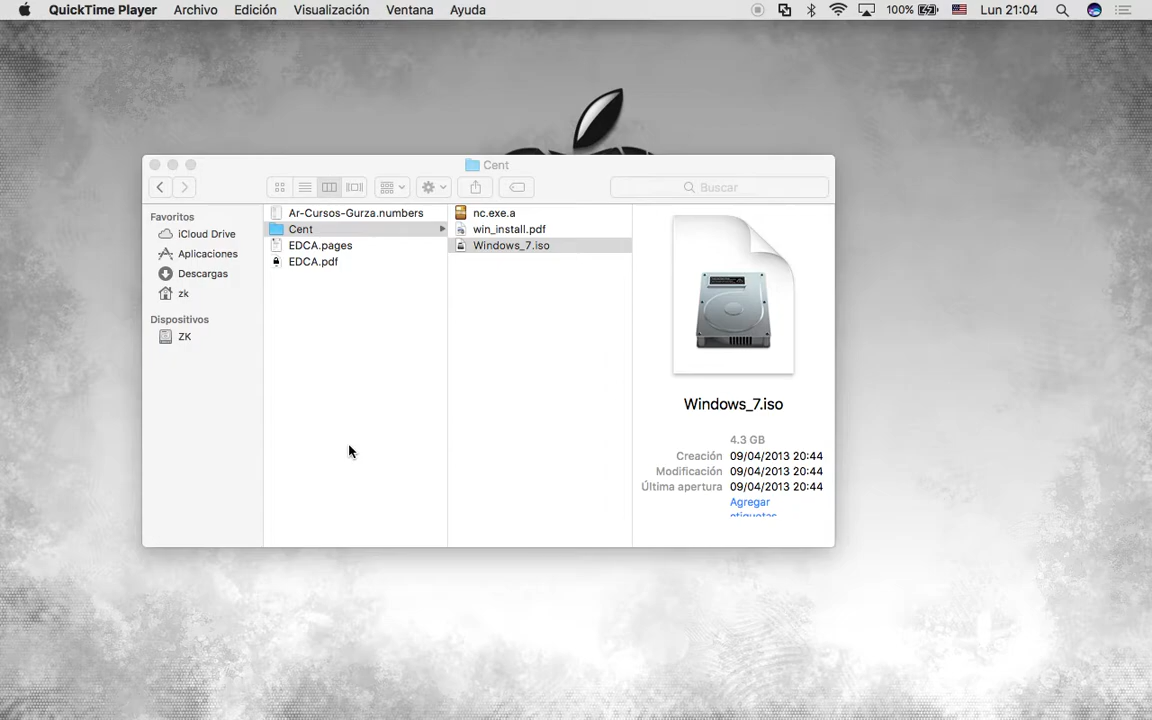 QuickTime Player Archivo Edición Visualización Ventana Ayuda 100% Lun 21:04
Cent
Buscar
Favoritos
iCloud Drive
Aplicaciones
Descargas
zk
Dispositivos
ZK
Ar-Cursos-Gurza.numbers
Cent
EDCA.pages
EDCA.pdf
nc.exe.a
win_install.pdf
Windows_7.iso
Windows_7.iso
4.3 GB
Creación 09/04/2013 20:44
Modificación 09/04/2013 20:44
Última apertura 09/04/2013 20:44
Agregar
etiquetas...